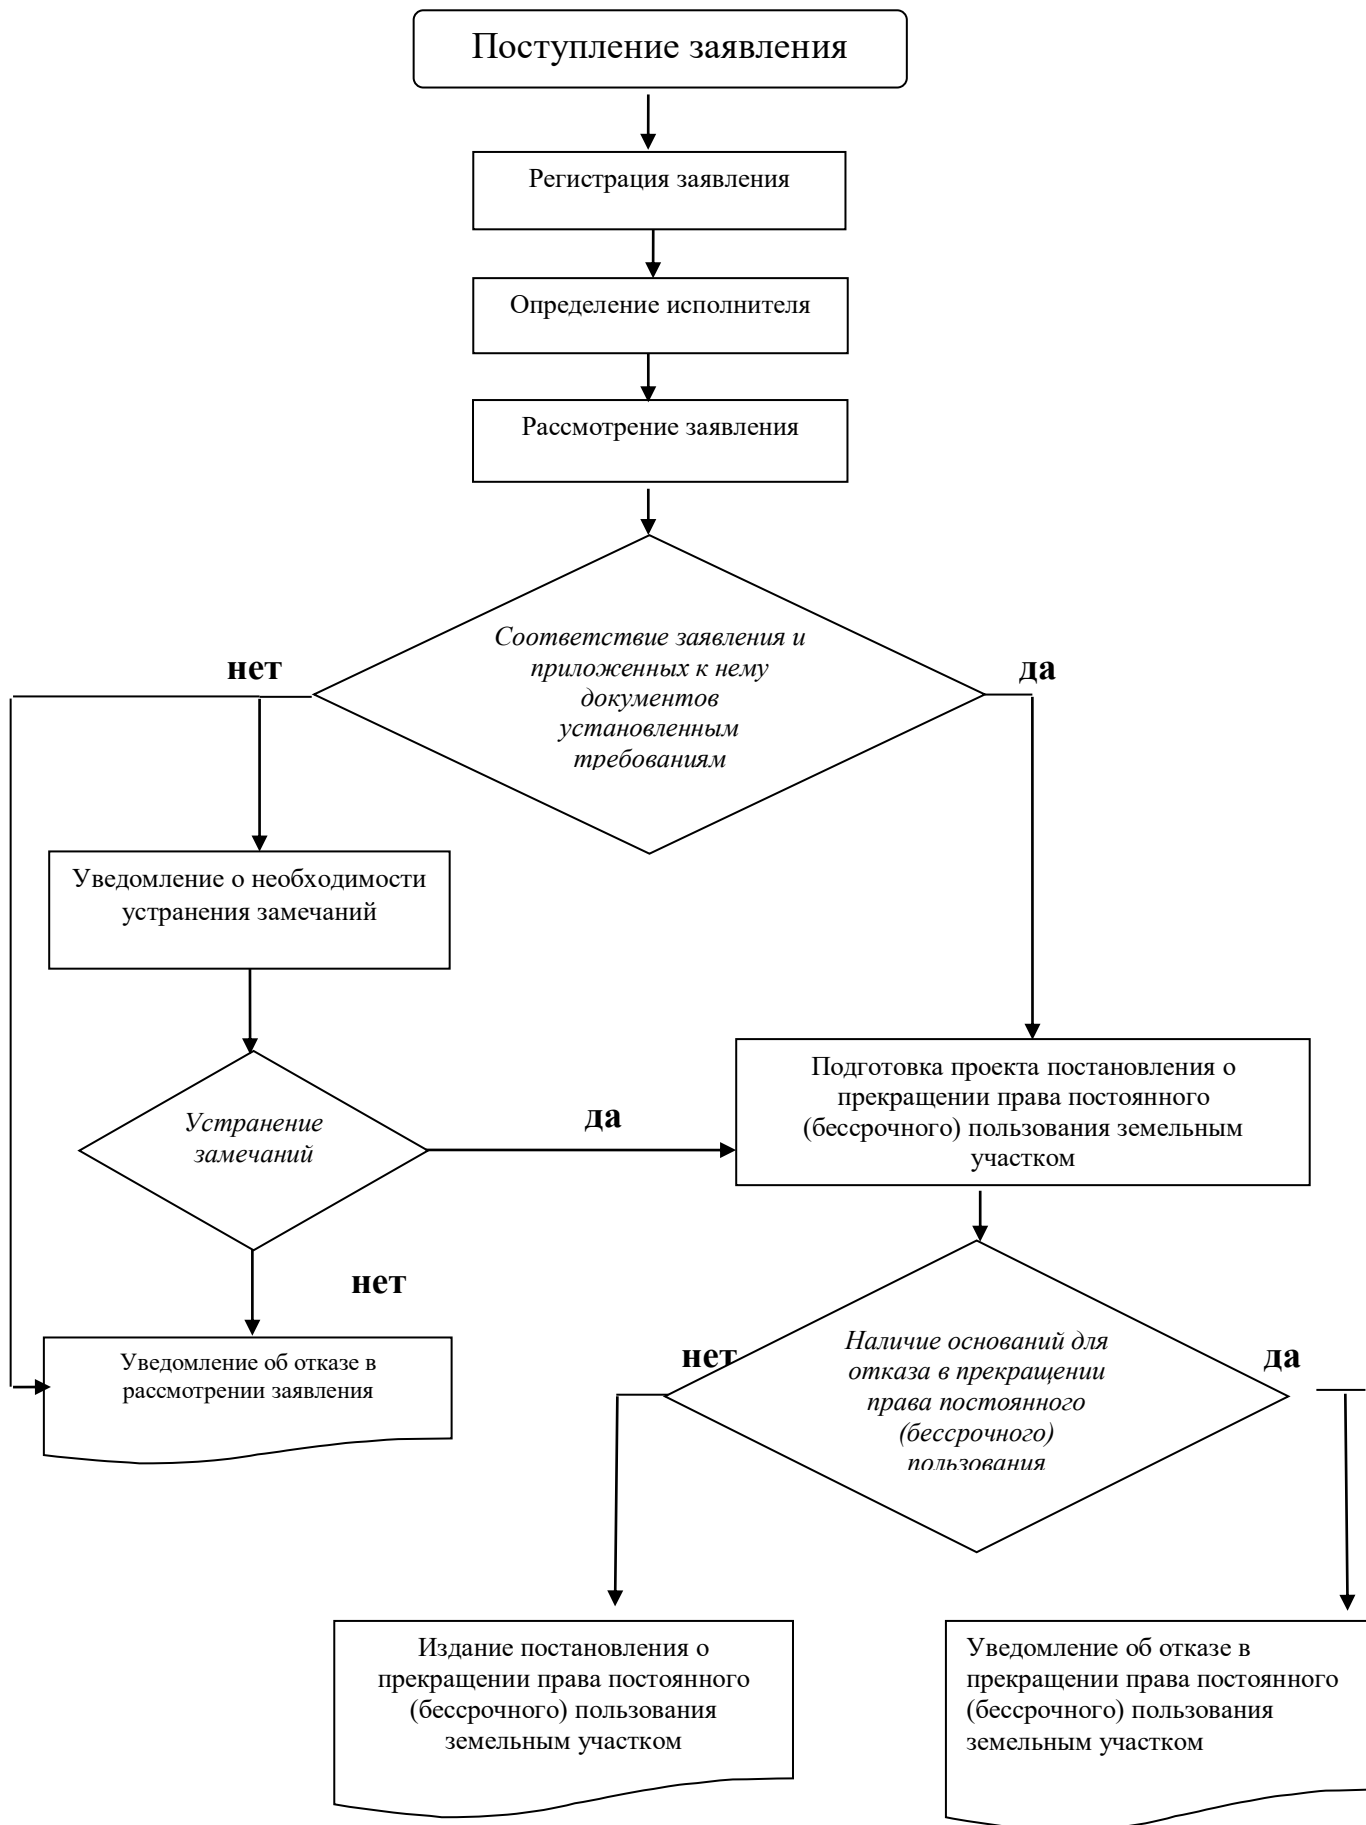 Поступление заявления
Регистрация заявления
Определение исполнителя
Рассмотрение заявления
Соответствие заявления и
приложенных к нему
документов
установленным
требованиям
нет
да
Уведомление о необходимости
устранения замечаний
Устранение
замечаний
да
Подготовка проекта постановления о
прекращении права постоянного
(бессрочного) пользования земельным
участком
нет
Уведомление об отказе в
рассмотрении заявления
нет
Наличие оснований для
отказа в прекращении
права постоянного
(бессрочного)
пользования
да
Издание постановления о
прекращении права постоянного
(бессрочного) пользования
земельным участком
Уведомление об отказе в
прекращении права постоянного
(бессрочного) пользования
земельным участком